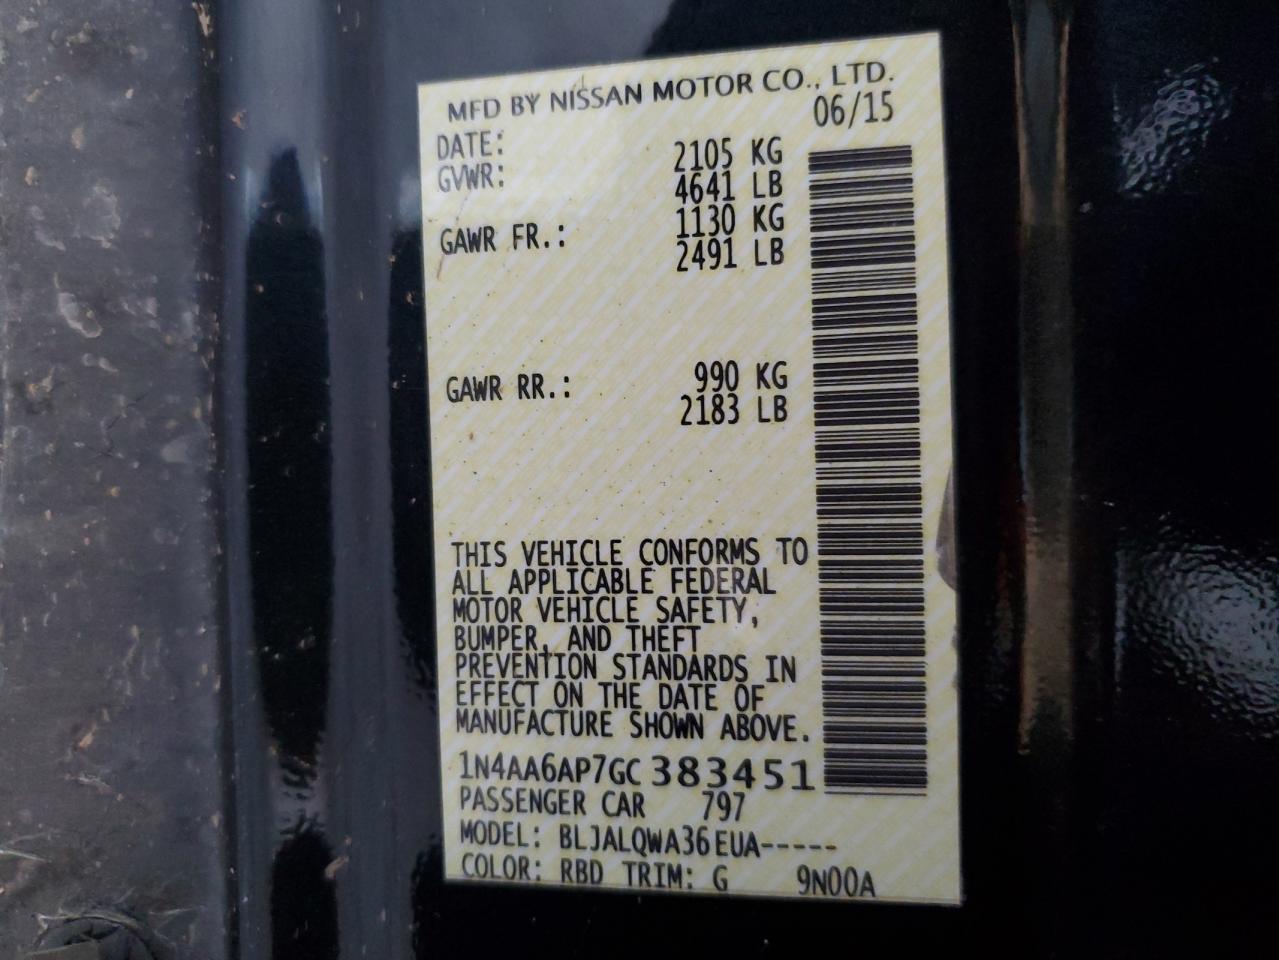 MFD BY NISSAN MOTOR CO., LTD.
DATE: 06/15
GVWR: 2105 KG
4641 LB
GAWR FR.: 1130 KG
2491 LB
GAWR RR.: 990 KG
2183 LB
THIS VEHICLE CONFORMS TO
ALL APPLICABLE FEDERAL
MOTOR VEHICLE SAFETY,
BUMPER, AND THEFT
PREVENTION STANDARDS IN
EFFECT ON THE DATE OF
MANUFACTURE SHOWN ABOVE.
1N4AA6AP7GC383451
PASSENGER CAR 797
MODEL: BLJALQWA36EUA-----
COLOR: RBD TRIM: G 9N00A